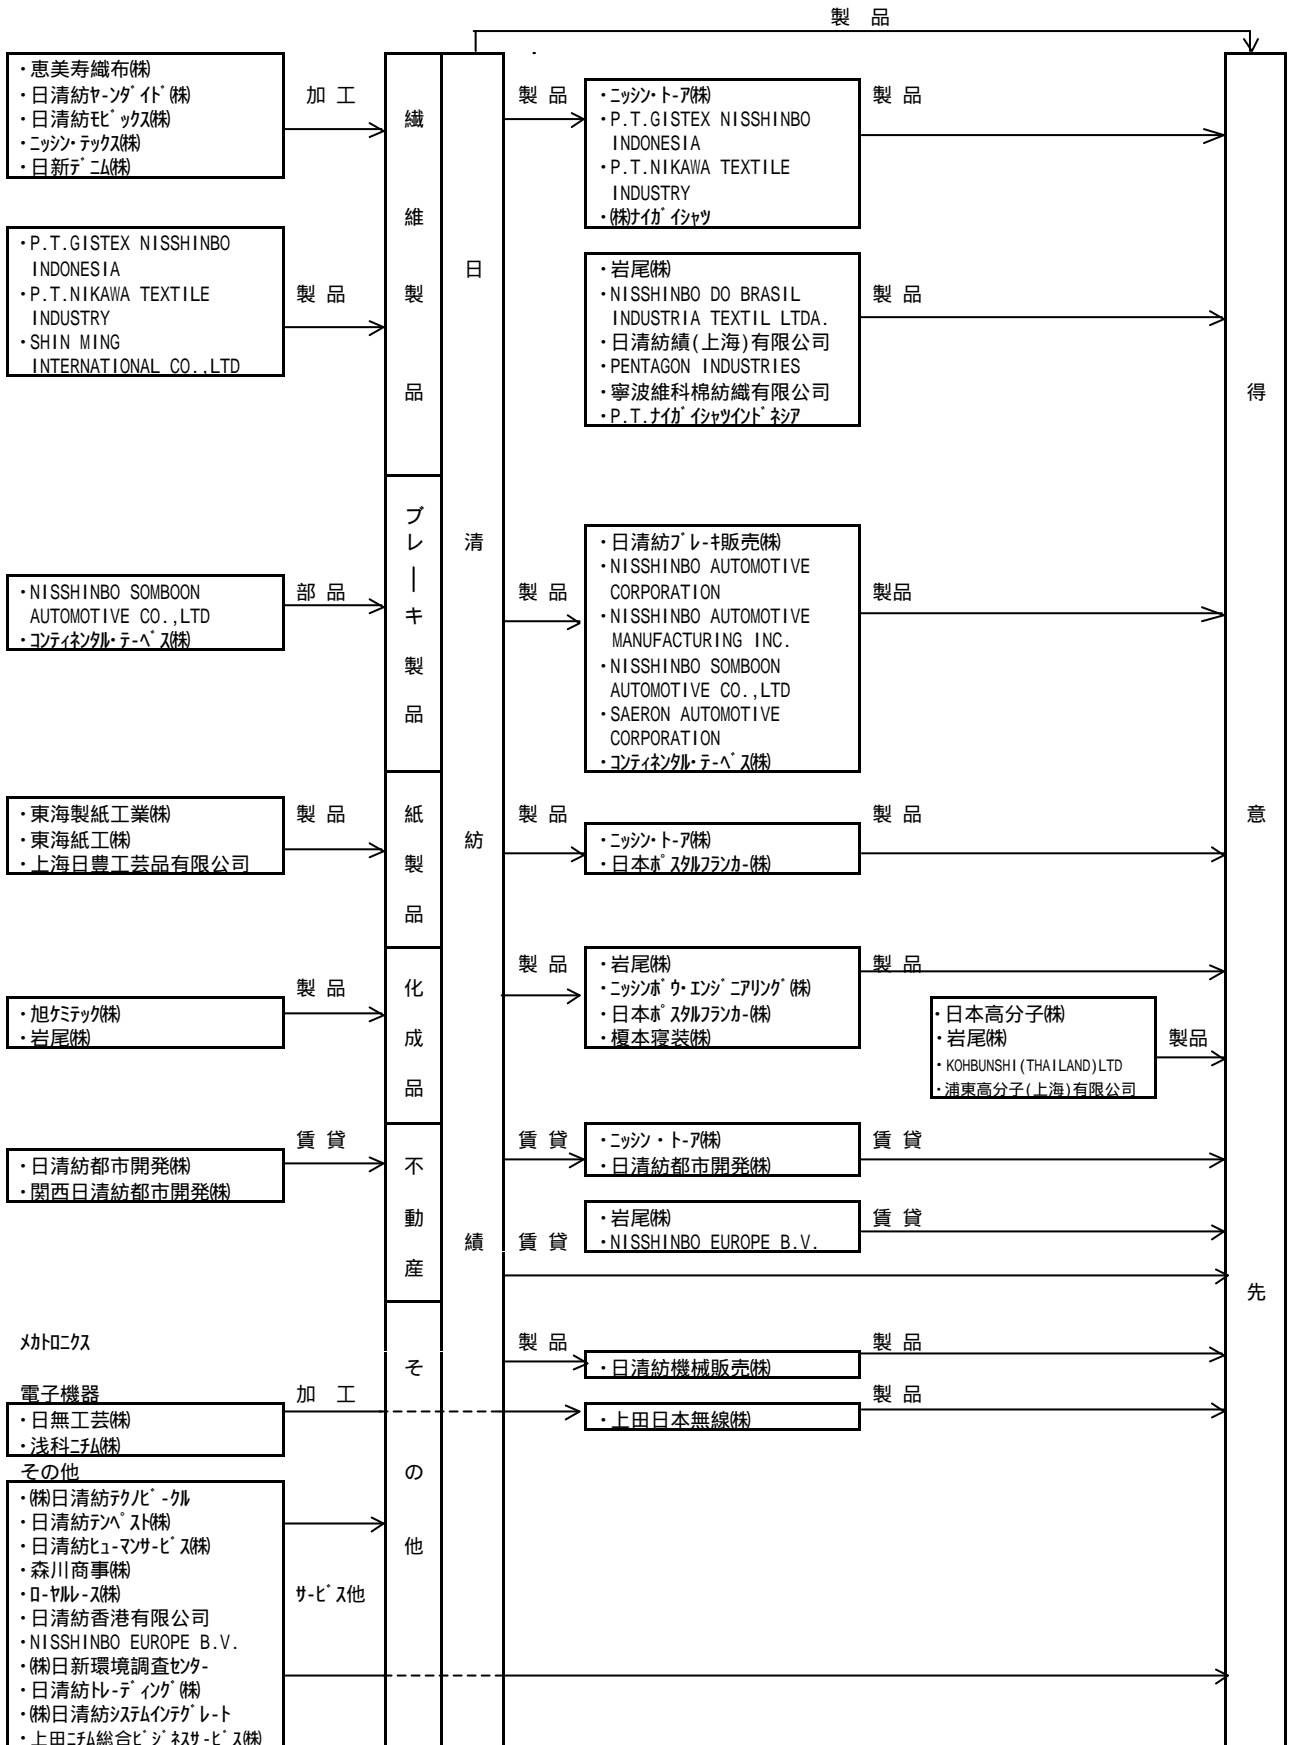 製 品
・恵美寿織布㈱
・日清紡ﾔｰﾝﾀﾞｲﾄﾞ㈱
・日清紡ﾓﾋﾞｯｸｽ㈱
・ﾆｯｼﾝ･ﾃｯｸｽ㈱
・日新ﾃﾞﾆﾑ㈱
加 工
・P.T.GISTEX NISSHINBO
INDONESIA
・P.T.NIKAWA TEXTILE
INDUSTRY
・SHIN MING
INTERNATIONAL CO.,LTD
製 品
繊
維
製
品
製 品
・ﾆｯｼﾝ･ﾄｰｱ㈱
・P.T.GISTEX NISSHINBO
INDONESIA
・P.T.NIKAWA TEXTILE
INDUSTRY
・㈱ﾅｲｶﾞｲｼｬﾂ
製 品
・岩尾㈱
・NISSHINBO DO BRASIL
INDUSTRIA TEXTIL LTDA.
・日清紡績(上海)有限公司
・PENTAGON INDUSTRIES
・寧波維科棉紡織有限公司
・P.T.ﾅｲｶﾞｲｼｬﾂｲﾝﾄﾞﾈｼｱ
製 品
日
清
紡
績
得
意
先
・NISSHINBO SOMBOON
AUTOMOTIVE CO.,LTD
・ｺﾝﾃｨﾈﾝﾀﾙ･ﾃｰﾍﾞｽ㈱
部 品
ブ
レ
ー
キ
製
品
製 品
・日清紡ﾌﾞﾚｰｷ販売㈱
・NISSHINBO AUTOMOTIVE
CORPORATION
・NISSHINBO AUTOMOTIVE
MANUFACTURING INC.
・NISSHINBO SOMBOON
AUTOMOTIVE CO.,LTD
・SAERON AUTOMOTIVE
CORPORATION
・ｺﾝﾃｨﾈﾝﾀﾙ･ﾃｰﾍﾞｽ㈱
製品
・東海製紙工業㈱
・東海紙工㈱
・上海日豊工芸品有限公司
製 品
紙
製
品
製 品
・ﾆｯｼﾝ･ﾄｰｱ㈱
・日本ﾎﾟｽﾀﾙﾌﾗﾝｶｰ㈱
製 品
・旭ｹﾐﾃｯｸ㈱
・岩尾㈱
製 品
化
成
品
製 品
・岩尾㈱
・ﾆｯｼﾝﾎﾞｳ･ｴﾝｼﾞﾆｱﾘﾝｸﾞ㈱
・日本ﾎﾟｽﾀﾙﾌﾗﾝｶｰ㈱
・榎本寝装㈱
製 品
・日本高分子㈱
・岩尾㈱
・KOHBUNSHI(THAILAND)LTD
・浦東高分子(上海)有限公司
製品
・日清紡都市開発㈱
・関西日清紡都市開発㈱
賃 貸
不
動
産
賃 貸
・ﾆｯｼﾝ・ﾄｰｱ㈱
・日清紡都市開発㈱
賃 貸
賃 貸
・岩尾㈱
・NISSHINBO EUROPE B.V.
賃 貸
ﾒｶﾄﾛﾆｸｽ
そ
の
他
製 品
・日清紡機械販売㈱
製 品
電子機器
・日無工芸㈱
・浅科ﾆﾁﾑ㈱
加 工
・上田日本無線㈱
製 品
その他
・㈱日清紡ﾃｸﾉﾋﾞｰｸﾙ
・日清紡ﾃﾝﾍﾟｽﾄ㈱
・日清紡ﾋｭｰﾏﾝｻｰﾋﾞｽ㈱
・森川商事㈱
・ﾛｰﾔﾙﾚｰｽ㈱
・日清紡香港有限公司
・NISSHINBO EUROPE B.V.
・㈱日新環境調査ｾﾝﾀｰ
・日清紡ﾄﾚｰﾃﾞｨﾝｸﾞ㈱
・㈱日清紡ｼｽﾃﾑｲﾝﾃｸﾞﾚｰﾄ
・上田ﾆﾁﾑ総合ﾋﾞｼﾞﾈｽｻｰﾋﾞｽ㈱
ｻｰﾋﾞｽ他